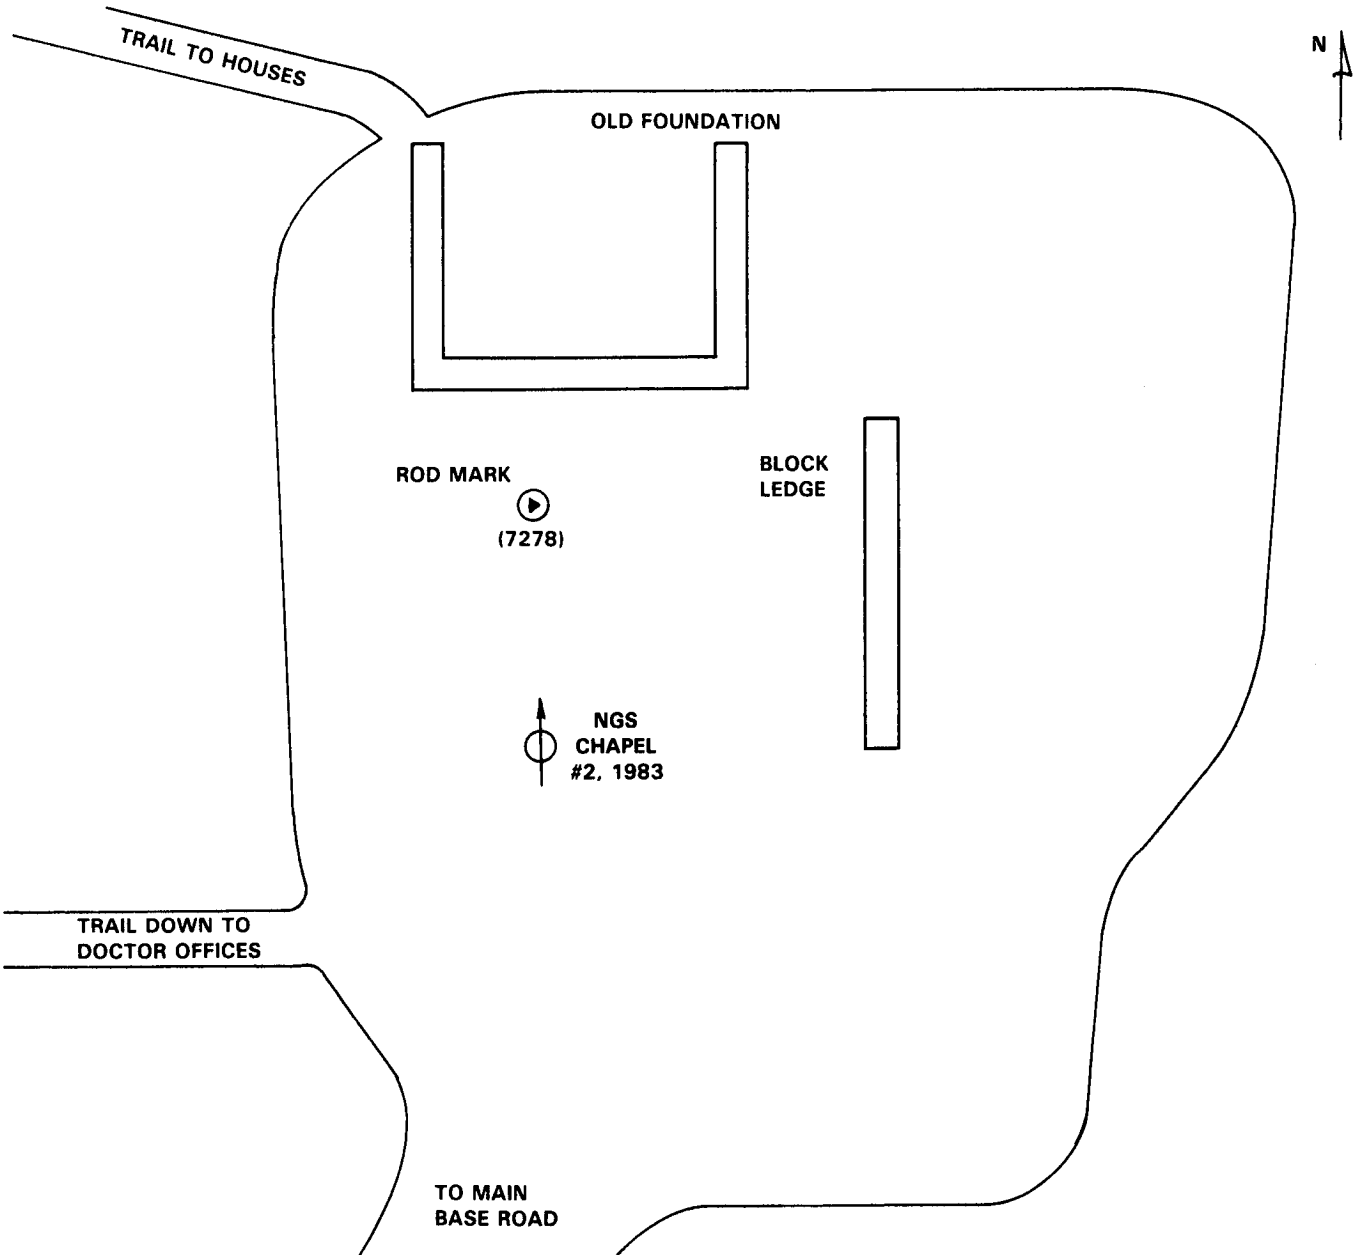 TRAIL TO HOUSES
N
OLD FOUNDATION
ROD MARK
(7278)
BLOCK
LEDGE
NGS
CHAPEL
#2, 1983
TRAIL DOWN TO
DOCTOR OFFICES
TO MAIN
BASE ROAD